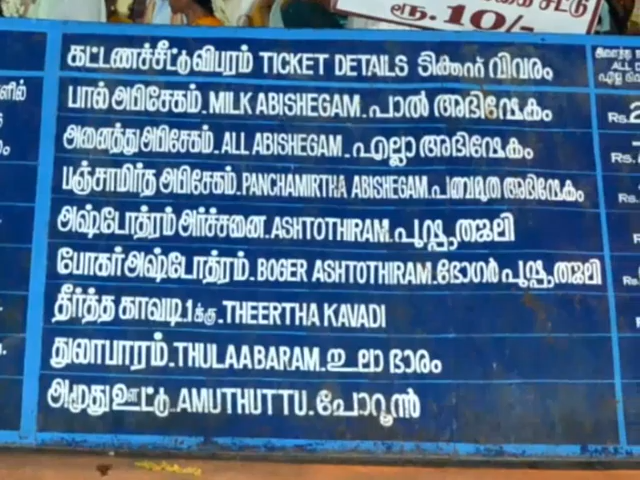 ரூ. 10/-
கட்டணச்சீட்டு விபரம் TICKET DETAILS ടിക്കററ് വിവരം
பால் அபிசேகம். MILK ABISHEGAM. പാൽ അഭിഷേകം
அனைத்து அபிசேகம். ALL ABISHEGAM. എല്ലാ അഭിഷേകം
பஞ்சாமிர்த அபிசேகம். PANCHAMIRTHA ABISHEGAM. പഞ്ചാമൃത അഭിഷേകം
அஷ்டோத்ரம் அர்ச்சனை. ASHTOTHIRAM. പുഷ്പാഞ്ജലി
போகர் அஷ்டோத்ரம். BOGER ASHTOTHIRAM. ഭോഗർ പുഷ്പാഞ്ജലി
தீர்த்த காவடி.1க்கு. THEERTHA KAVADI
துலாபாரம். THULAABARAM. തുലാ ഭാരം
அமுது ஊட்டு. AMUTHUTTU. ചോറൂൺ